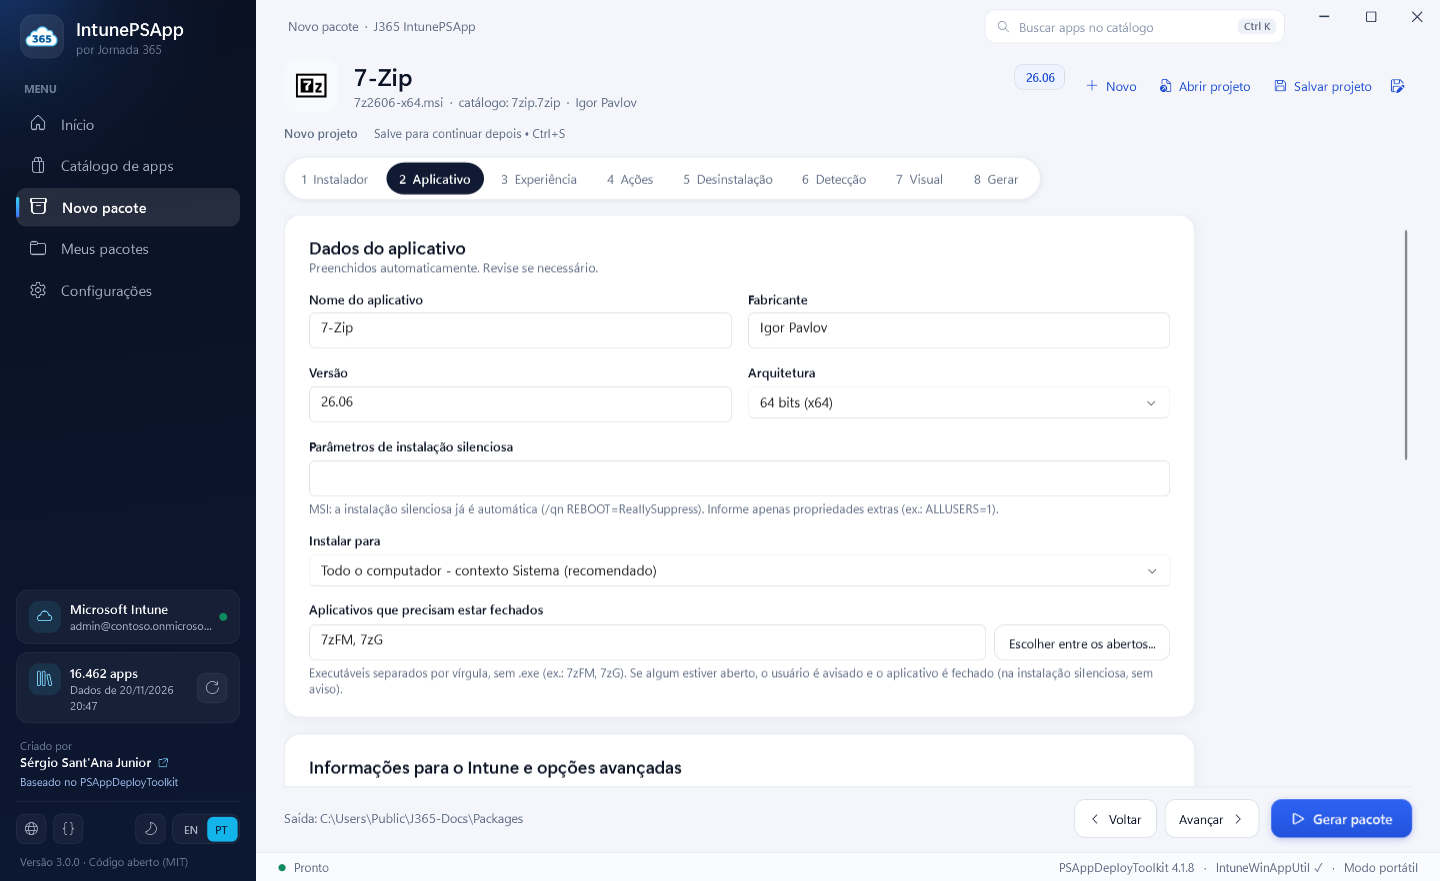 365
IntunePSApp
por Jornada 365
MENU
Início
Catálogo de apps
Novo pacote
Meus pacotes
Configurações
Microsoft Intune
admin@contoso.onmicroso...
16.462 apps
Dados de 20/11/2026
20:47
Criado por
Sérgio Sant'Ana Junior
Baseado no PSAppDeployToolkit
{}
EN PT
Versão 3.0.0 · Código aberto (MIT)
Novo pacote · J365 IntunePSApp
Buscar apps no catálogo Ctrl K
7z
7-Zip
7z2606-x64.msi · catálogo: 7zip.7zip · Igor Pavlov
26.06 Novo Abrir projeto Salvar projeto
Novo projeto Salve para continuar depois • Ctrl+S
1 Instalador 2 Aplicativo 3 Experiência 4 Ações 5 Desinstalação 6 Detecção 7 Visual 8 Gerar
Dados do aplicativo
Preenchidos automaticamente. Revise se necessário.
Nome do aplicativo Fabricante
7-Zip Igor Pavlov
Versão Arquitetura
26.06 64 bits (x64)
Parâmetros de instalação silenciosa
MSI: a instalação silenciosa já é automática (/qn REBOOT=ReallySuppress). Informe apenas propriedades extras (ex.: ALLUSERS=1).
Instalar para
Todo o computador - contexto Sistema (recomendado)
Aplicativos que precisam estar fechados
7zFM, 7zG Escolher entre os abertos...
Executáveis separados por vírgula, sem .exe (ex.: 7zFM, 7zG). Se algum estiver aberto, o usuário é avisado e o aplicativo é fechado (na instalação silenciosa, sem
aviso).
Informações para o Intune e opções avançadas
Saída: C:\Users\Public\J365-Docs\Packages
Voltar Avançar Gerar pacote
Pronto
PSAppDeployToolkit 4.1.8 · IntuneWinAppUtil ✓ · Modo portátil